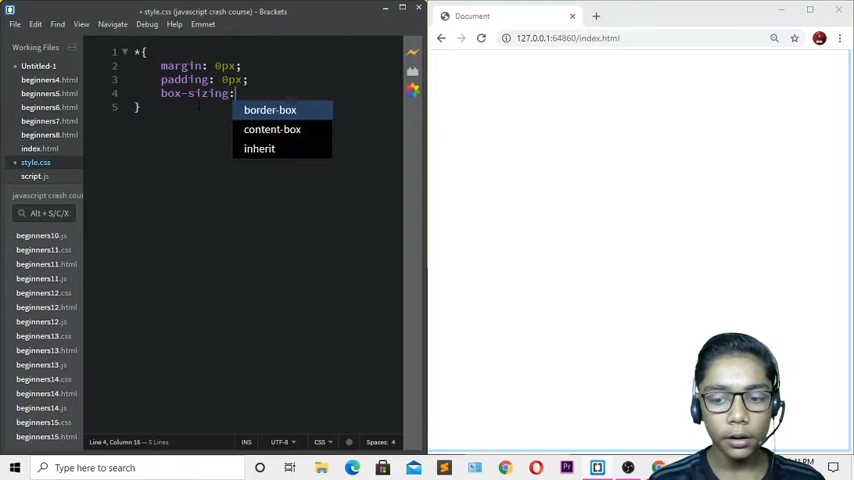 • style.css (javascript crash course) - Brackets
File Edit Find View Navigate Debug Help Emmet
Working Files
Untitled-1
beginners4.html
beginners6.html
beginners7.html
beginners8.html
index.html
• style.css
script.js
javascript crash cour
Alt + S/C/X
beginners10.js
beginners11.css
beginners11.html
beginners11.js
beginners12.css
beginners12.html
beginners12.js
beginners13.css
beginners13.html
beginners13.js
beginners14.css
beginners14.html
beginners14.js
beginners15.css
beginners15.html
1 *{
2 margin: 0px;
3 padding: 0px;
4 box-sizing:
5 }
border-box
content-box
inherit
Line 4, Column 16 — 5 Lines
INS UTF-8 CSS Spaces: 4
Document
127.0.0.1:64860/index.html
Type here to search